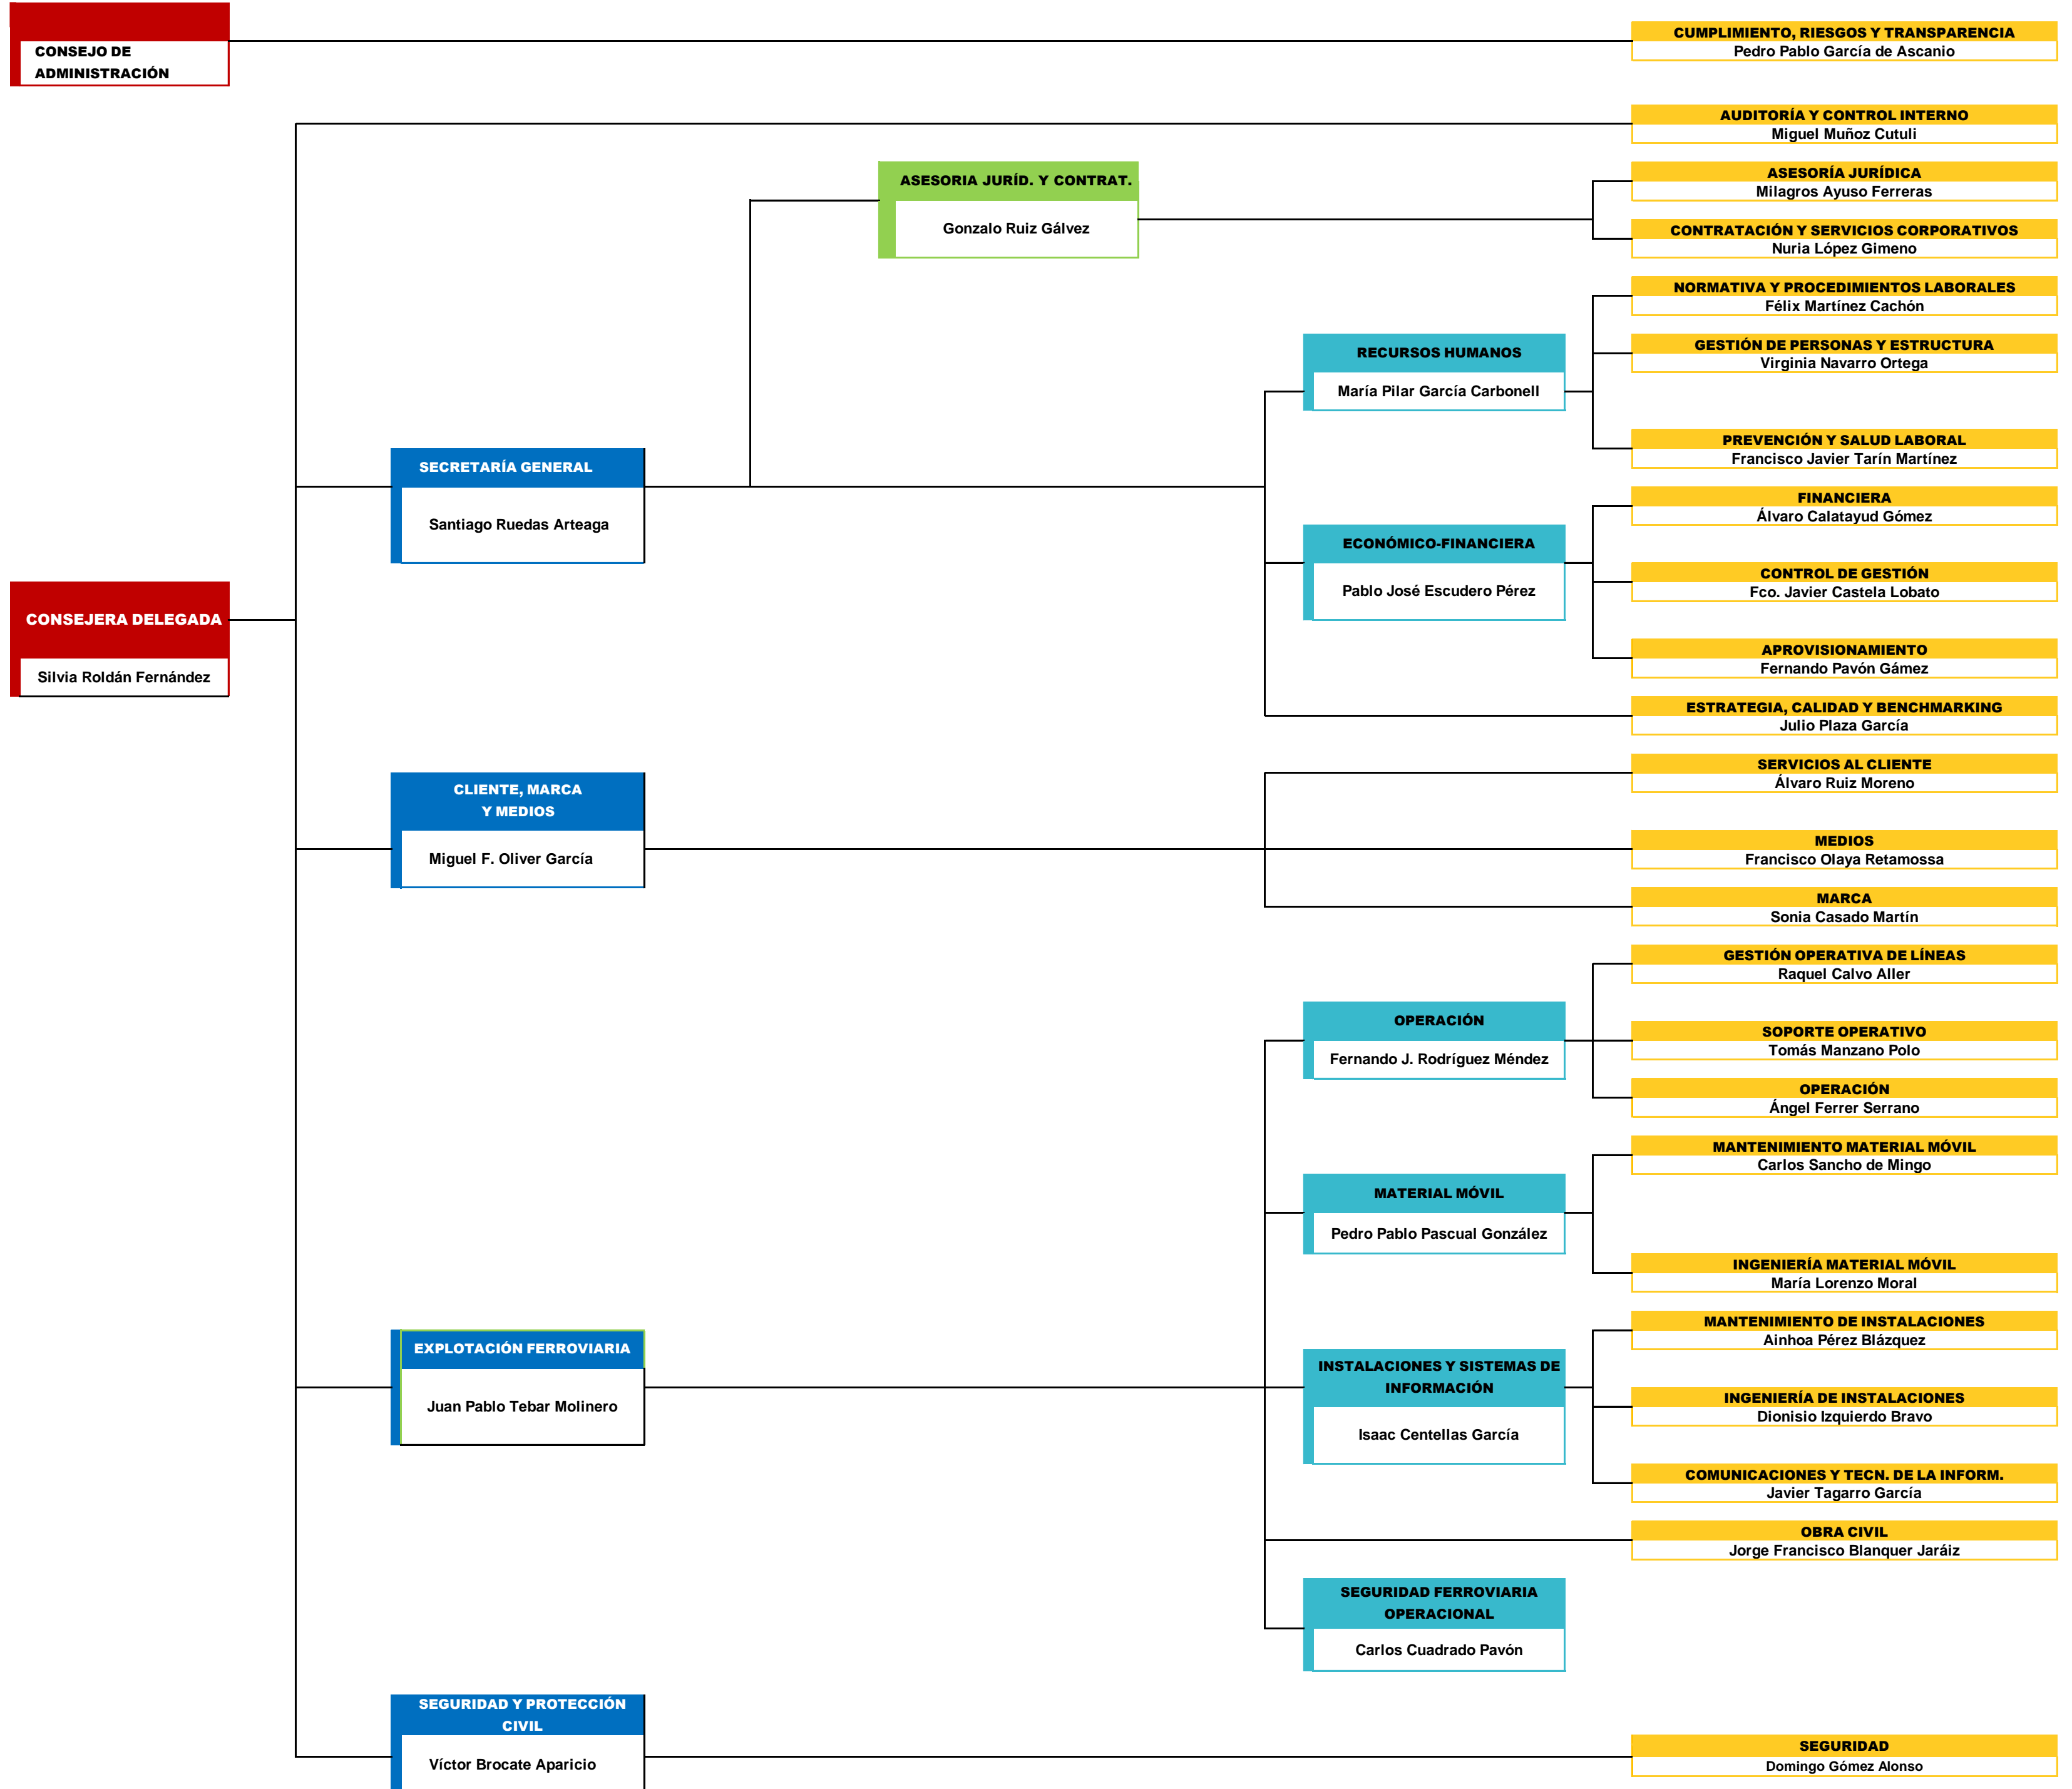 CONSEJO DE
ADMINISTRACIÓN
CUMPLIMIENTO, RIESGOS Y TRANSPARENCIA
Pedro Pablo García de Ascanio
AUDITORÍA Y CONTROL INTERNO
Miguel Muñoz Cutuli
ASESORIA JURÍD. Y CONTRAT.
Gonzalo Ruiz Gálvez
ASESORÍA JURÍDICA
Milagros Ayuso Ferreras
CONTRATACIÓN Y SERVICIOS CORPORATIVOS
Nuria López Gimeno
NORMATIVA Y PROCEDIMIENTOS LABORALES
Félix Martínez Cachón
RECURSOS HUMANOS
María Pilar García Carbonell
GESTIÓN DE PERSONAS Y ESTRUCTURA
Virginia Navarro Ortega
PREVENCIÓN Y SALUD LABORAL
Francisco Javier Tarín Martínez
SECRETARÍA GENERAL
Santiago Ruedas Arteaga
FINANCIERA
Álvaro Calatayud Gómez
ECONÓMICO-FINANCIERA
Pablo José Escudero Pérez
CONTROL DE GESTIÓN
Fco. Javier Castela Lobato
CONSEJERA DELEGADA
Silvia Roldán Fernández
APROVISIONAMIENTO
Fernando Pavón Gámez
ESTRATEGIA, CALIDAD Y BENCHMARKING
Julio Plaza García
SERVICIOS AL CLIENTE
Álvaro Ruiz Moreno
CLIENTE, MARCA
Y MEDIOS
Miguel F. Oliver García
MEDIOS
Francisco Olaya Retamossa
MARCA
Sonia Casado Martín
GESTIÓN OPERATIVA DE LÍNEAS
Raquel Calvo Aller
OPERACIÓN
Fernando J. Rodríguez Méndez
SOPORTE OPERATIVO
Tomás Manzano Polo
OPERACIÓN
Ángel Ferrer Serrano
MANTENIMIENTO MATERIAL MÓVIL
Carlos Sancho de Mingo
MATERIAL MÓVIL
Pedro Pablo Pascual González
INGENIERÍA MATERIAL MÓVIL
María Lorenzo Moral
MANTENIMIENTO DE INSTALACIONES
Ainhoa Pérez Blázquez
EXPLOTACIÓN FERROVIARIA
Juan Pablo Tebar Molinero
INSTALACIONES Y SISTEMAS DE
INFORMACIÓN
Isaac Centellas García
INGENIERÍA DE INSTALACIONES
Dionisio Izquierdo Bravo
COMUNICACIONES Y TECN. DE LA INFORM.
Javier Tagarro García
OBRA CIVIL
Jorge Francisco Blanquer Jaráiz
SEGURIDAD FERROVIARIA
OPERACIONAL
Carlos Cuadrado Pavón
SEGURIDAD Y PROTECCIÓN
CIVIL
Víctor Brocate Aparicio
SEGURIDAD
Domingo Gómez Alonso